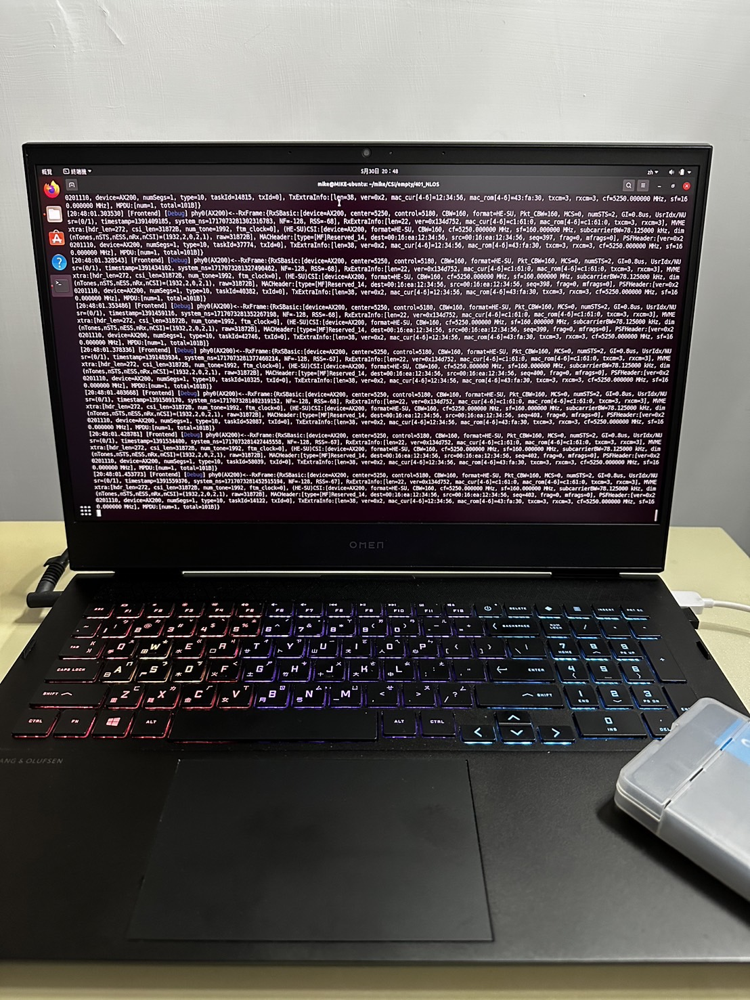 概覽
終端機
5月30日 20：48
zh
mike@MIKE-ubuntu: ~/mike/CSI/empty/401_NLOS
0201110, device=AX200, numSegs=1, type=10, taskId=14815, txId=0], TxExtraInfo:[len=38, ver=0x2, mac_cur[4-6]=12:34:56, mac_rom[4-6]=43:fa:30, txcm=3, rxcm=3, cf=5250.000000 MHz, sf=16
0.000000 MHz], MPDU:[num=1, total=101B]}
[20:48:01.303530] [Frontend] [Debug] phy0(AX200)<--RxFrame:{RxSBasic:[device=AX200, center=5250, control=5180, CBW=160, format=HE-SU, Pkt_CBW=160, MCS=0, numSTS=2, GI=0.8us, UsrIdx/NU
sr=(0/1), timestamp=1391409185, system_ns=1717073281302316783, NF=-128, RSS=-68], RxExtraInfo:[len=22, ver=0x134d752, mac_cur[4-6]=c1:61:0, mac_rom[4-6]=c1:61:0, txcm=3, rxcm=3], MVME
xtra:[hdr_len=272, csi_len=31872B, num_tone=1992, ftm_clock=0], (HE-SU)CSI:[device=AX200, format=HE-SU, CBW=160, cf=5250.000000 MHz, sf=160.000000 MHz, subcarrierBW=78.125000 kHz, dim
(nTones,nSTS,nESS,nRx,nCSI)=(1932,2,0,2,1), raw=31872B], MACHeader:[type=[MF]Reserved_14, dest=00:16:ea:12:34:56, src=00:16:ea:12:34:56, seq=397, frag=0, mfrags=0], PSFHeader:[ver=0x2
0201110, device=AX200, numSegs=1, type=10, taskId=37774, txId=0], TxExtraInfo:[len=38, ver=0x2, mac_cur[4-6]=12:34:56, mac_rom[4-6]=43:fa:30, txcm=3, rxcm=3, cf=5250.000000 MHz, sf=16
0.000000 MHz], MPDU:[num=1, total=101B]}
[20:48:01.328543] [Frontend] [Debug] phy0(AX200)<--RxFrame:{RxSBasic:[device=AX200, center=5250, control=5180, CBW=160, format=HE-SU, Pkt_CBW=160, MCS=0, numSTS=2, GI=0.8us, UsrIdx/NU
sr=(0/1), timestamp=1391434102, system_ns=1717073281327490462, NF=-128, RSS=-68], RxExtraInfo:[len=22, ver=0x134d752, mac_cur[4-6]=c1:61:0, mac_rom[4-6]=c1:61:0, txcm=3, rxcm=3], MVME
xtra:[hdr_len=272, csi_len=31872B, num_tone=1992, ftm_clock=0], (HE-SU)CSI:[device=AX200, format=HE-SU, CBW=160, cf=5250.000000 MHz, sf=160.000000 MHz, subcarrierBW=78.125000 kHz, dim
(nTones,nSTS,nESS,nRx,nCSI)=(1932,2,0,2,1), raw=31872B], MACHeader:[type=[MF]Reserved_14, dest=00:16:ea:12:34:56, src=00:16:ea:12:34:56, seq=398, frag=0, mfrags=0], PSFHeader:[ver=0x2
0201110, device=AX200, numSegs=1, type=10, taskId=40382, txId=0], TxExtraInfo:[len=38, ver=0x2, mac_cur[4-6]=12:34:56, mac_rom[4-6]=43:fa:30, txcm=3, rxcm=3, cf=5250.000000 MHz, sf=16
0.000000 MHz], MPDU:[num=1, total=101B]}
[20:48:01.353486] [Frontend] [Debug] phy0(AX200)<--RxFrame:{RxSBasic:[device=AX200, center=5250, control=5180, CBW=160, format=HE-SU, Pkt_CBW=160, MCS=0, numSTS=2, GI=0.8us, UsrIdx/NU
sr=(0/1), timestamp=1391459116, system_ns=1717073281352267198, NF=-128, RSS=-68], RxExtraInfo:[len=22, ver=0x134d752, mac_cur[4-6]=c1:61:0, mac_rom[4-6]=c1:61:0, txcm=3, rxcm=3], MVME
xtra:[hdr_len=272, csi_len=31872B, num_tone=1992, ftm_clock=0], (HE-SU)CSI:[device=AX200, format=HE-SU, CBW=160, cf=5250.000000 MHz, sf=160.000000 MHz, subcarrierBW=78.125000 kHz, dim
(nTones,nSTS,nESS,nRx,nCSI)=(1932,2,0,2,1), raw=31872B], MACHeader:[type=[MF]Reserved_14, dest=00:16:ea:12:34:56, src=00:16:ea:12:34:56, seq=399, frag=0, mfrags=0], PSFHeader:[ver=0x2
0201110, device=AX200, numSegs=1, type=10, taskId=42746, txId=0], TxExtraInfo:[len=38, ver=0x2, mac_cur[4-6]=12:34:56, mac_rom[4-6]=43:fa:30, txcm=3, rxcm=3, cf=5250.000000 MHz, sf=16
0.000000 MHz], MPDU:[num=1, total=101B]}
[20:48:01.378336] [Frontend] [Debug] phy0(AX200)<--RxFrame:{RxSBasic:[device=AX200, center=5250, control=5180, CBW=160, format=HE-SU, Pkt_CBW=160, MCS=0, numSTS=2, GI=0.8us, UsrIdx/NU
sr=(0/1), timestamp=1391483934, system_ns=1717073281377460214, NF=-128, RSS=-68], RxExtraInfo:[len=22, ver=0x134d752, mac_cur[4-6]=c1:61:0, mac_rom[4-6]=c1:61:0, txcm=3, rxcm=3], MVME
xtra:[hdr_len=272, csi_len=31872B, num_tone=1992, ftm_clock=0], (HE-SU)CSI:[device=AX200, format=HE-SU, CBW=160, cf=5250.000000 MHz, sf=160.000000 MHz, subcarrierBW=78.125000 kHz, dim
(nTones,nSTS,nESS,nRx,nCSI)=(1932,2,0,2,1), raw=31872B], MACHeader:[type=[MF]Reserved_14, dest=00:16:ea:12:34:56, src=00:16:ea:12:34:56, seq=400, frag=0, mfrags=0], PSFHeader:[ver=0x2
0201110, device=AX200, numSegs=1, type=10, taskId=10325, txId=0], TxExtraInfo:[len=38, ver=0x2, mac_cur[4-6]=12:34:56, mac_rom[4-6]=43:fa:30, txcm=3, rxcm=3, cf=5250.000000 MHz, sf=16
0.000000 MHz], MPDU:[num=1, total=101B]}
[20:48:01.403668] [Frontend] [Debug] phy0(AX200)<--RxFrame:{RxSBasic:[device=AX200, center=5250, control=5180, CBW=160, format=HE-SU, Pkt_CBW=160, MCS=0, numSTS=2, GI=0.8us, UsrIdx/NU
sr=(0/1), timestamp=1391509170, system_ns=1717073281402319152, NF=-128, RSS=-68], RxExtraInfo:[len=22, ver=0x134d752, mac_cur[4-6]=c1:61:0, mac_rom[4-6]=c1:61:0, txcm=3, rxcm=3], MVME
xtra:[hdr_len=272, csi_len=31872B, num_tone=1992, ftm_clock=0], (HE-SU)CSI:[device=AX200, format=HE-SU, CBW=160, cf=5250.000000 MHz, sf=160.000000 MHz, subcarrierBW=78.125000 kHz, dim
(nTones,nSTS,nESS,nRx,nCSI)=(1932,2,0,2,1), raw=31872B], MACHeader:[type=[MF]Reserved_14, dest=00:16:ea:12:34:56, src=00:16:ea:12:34:56, seq=401, frag=0, mfrags=0], PSFHeader:[ver=0x2
0201110, device=AX200, numSegs=1, type=10, taskId=52087, txId=0], TxExtraInfo:[len=38, ver=0x2, mac_cur[4-6]=12:34:56, mac_rom[4-6]=43:fa:30, txcm=3, rxcm=3, cf=5250.000000 MHz, sf=16
0.000000 MHz], MPDU:[num=1, total=101B]}
[20:48:01.428781] [Frontend] [Debug] phy0(AX200)<--RxFrame:{RxSBasic:[device=AX200, center=5250, control=5180, CBW=160, format=HE-SU, Pkt_CBW=160, MCS=0, numSTS=2, GI=0.8us, UsrIdx/NU
sr=(0/1), timestamp=1391534480, system_ns=1717073281427445558, NF=-128, RSS=-67], RxExtraInfo:[len=22, ver=0x134d752, mac_cur[4-6]=c1:61:0, mac_rom[4-6]=c1:61:0, txcm=3, rxcm=3], MVME
xtra:[hdr_len=272, csi_len=31872B, num_tone=1992, ftm_clock=0], (HE-SU)CSI:[device=AX200, format=HE-SU, CBW=160, cf=5250.000000 MHz, sf=160.000000 MHz, subcarrierBW=78.125000 kHz, dim
(nTones,nSTS,nESS,nRx,nCSI)=(1932,2,0,2,1), raw=31872B], MACHeader:[type=[MF]Reserved_14, dest=00:16:ea:12:34:56, src=00:16:ea:12:34:56, seq=402, frag=0, mfrags=0], PSFHeader:[ver=0x2
0201110, device=AX200, numSegs=1, type=10, taskId=58039, txId=0], TxExtraInfo:[len=38, ver=0x2, mac_cur[4-6]=12:34:56, mac_rom[4-6]=43:fa:30, txcm=3, rxcm=3, cf=5250.000000 MHz, sf=16
0.000000 MHz], MPDU:[num=1, total=101B]}
[20:48:01.453773] [Frontend] [Debug] phy0(AX200)<--RxFrame:{RxSBasic:[device=AX200, center=5250, control=5180, CBW=160, format=HE-SU, Pkt_CBW=160, MCS=0, numSTS=2, GI=0.8us, UsrIdx/NU
sr=(0/1), timestamp=1391559376, system_ns=1717073281452815194, NF=-128, RSS=-67], RxExtraInfo:[len=22, ver=0x134d752, mac_cur[4-6]=c1:61:0, mac_rom[4-6]=c1:61:0, txcm=3, rxcm=3], MVME
xtra:[hdr_len=272, csi_len=31872B, num_tone=1992, ftm_clock=0], (HE-SU)CSI:[device=AX200, format=HE-SU, CBW=160, cf=5250.000000 MHz, sf=160.000000 MHz, subcarrierBW=78.125000 kHz, dim
(nTones,nSTS,nESS,nRx,nCSI)=(1932,2,0,2,1), raw=31872B], MACHeader:[type=[MF]Reserved_14, dest=00:16:ea:12:34:56, src=00:16:ea:12:34:56, seq=403, frag=0, mfrags=0], PSFHeader:[ver=0x2
0201110, device=AX200, numSegs=1, type=10, taskId=14122, txId=0], TxExtraInfo:[len=38, ver=0x2, mac_cur[4-6]=12:34:56, mac_rom[4-6]=43:fa:30, txcm=3, rxcm=3, cf=5250.000000 MHz, sf=16
0.000000 MHz], MPDU:[num=1, total=101B]}
OMEN
ESC F1 F2 F3 F4 F5 F6 F7 F8 F9 F10 F11 F12 DELETE INSERT PRT SC
1 2 3 4 5 6 7 8 9 0 - = BACKSPACE NUM LOCK / * -
TAB Q W E R T Y U I O P [ ] \ 7 HOME 8 9 PG UP +
CAPS LOCK A S D F G H J K L ; ' ENTER 4 5 6
SHIFT Z X C V B N M < > / ? SHIFT 1 END 2 3 PG DN
CTRL FN ALT ALT CTRL 0 INS DEL
ANG & OLUFSEN